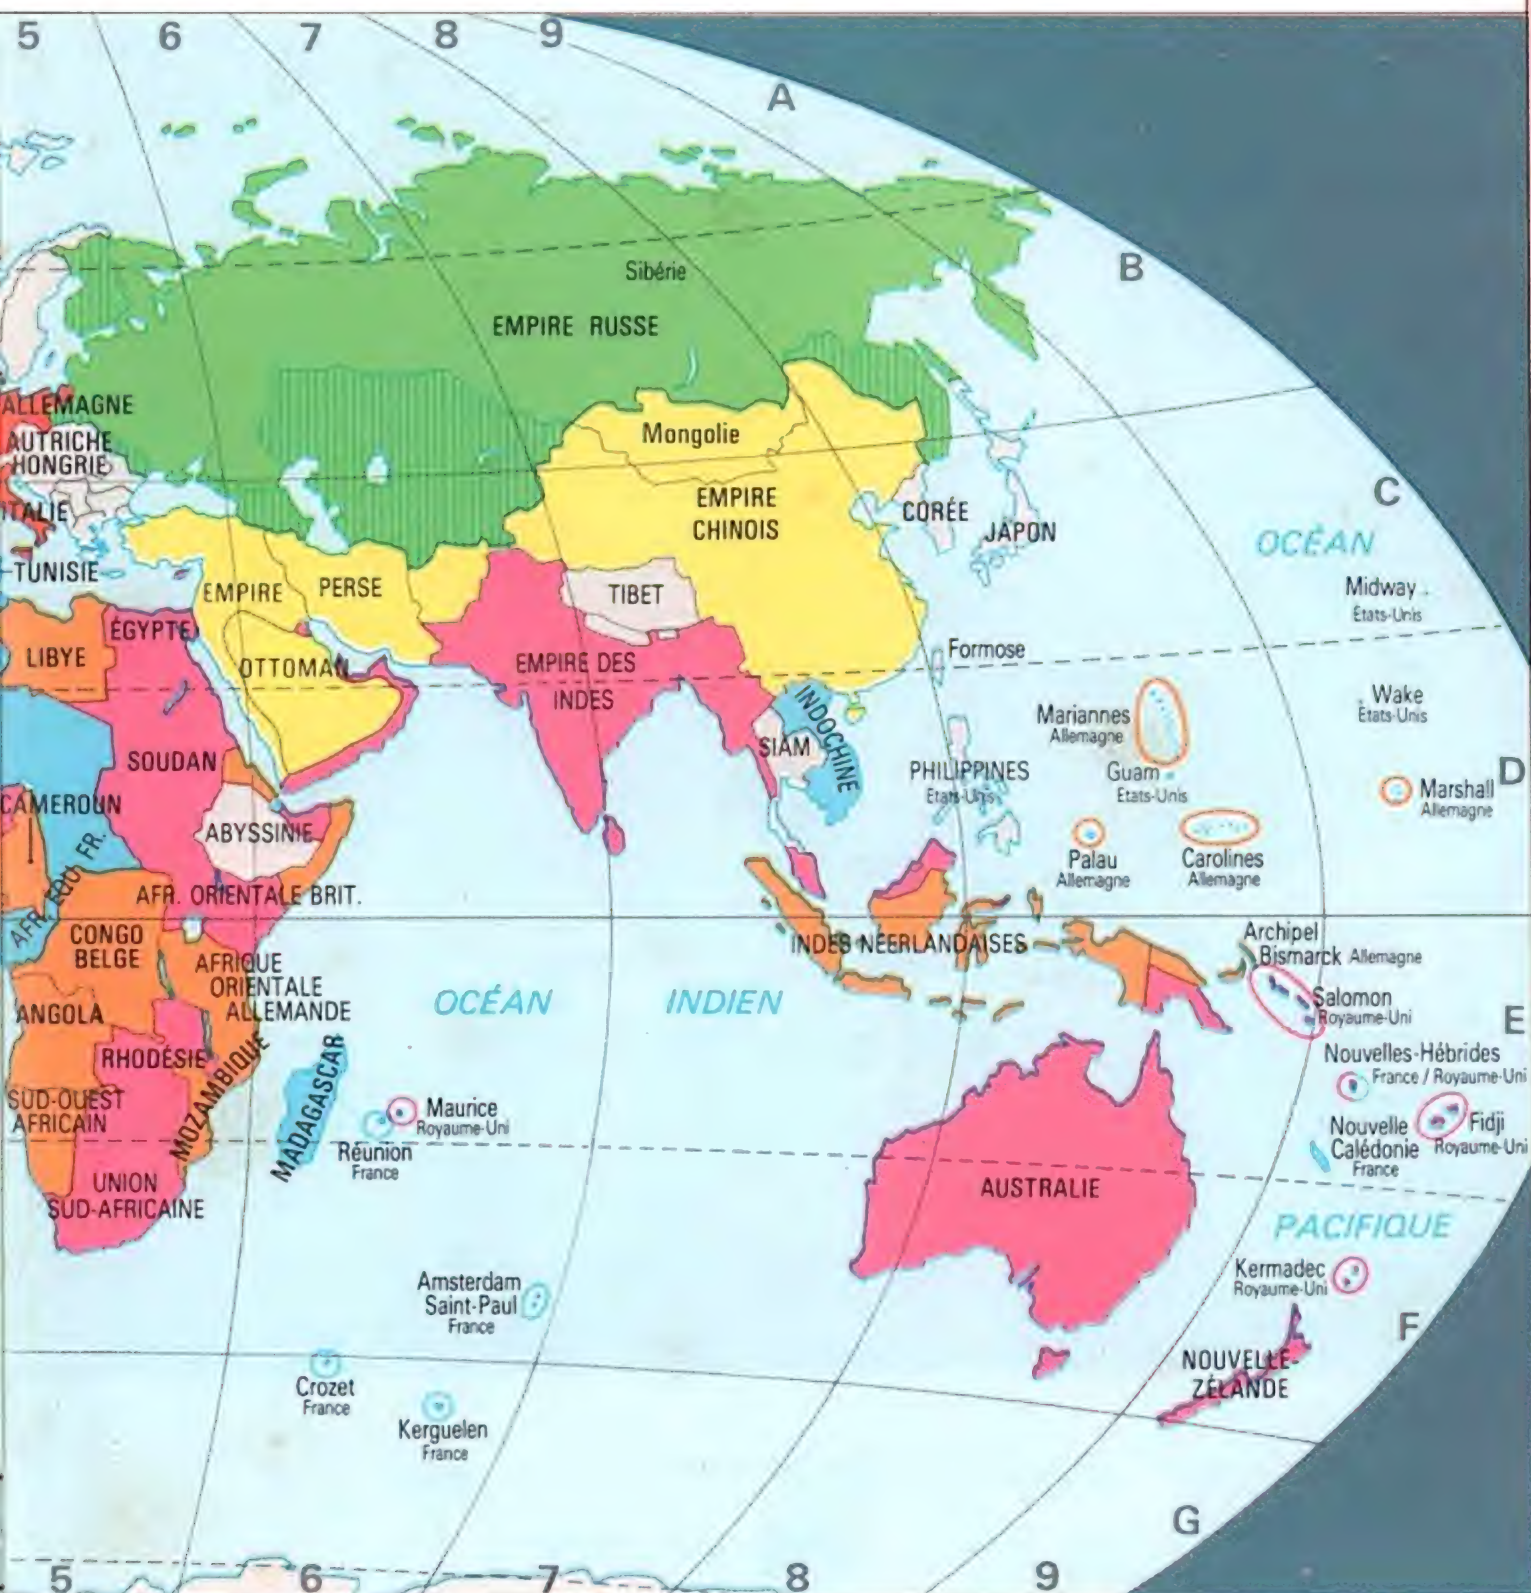 5 6 7 8 9
A
B
Sibérie
EMPIRE RUSSE
ALLEMAGNE
AUTRICHE
HONGRIE
Mongolie
EMPIRE
CHINOIS
C
ITALIE
CORÉE
JAPON
OCÉAN
TUNISIE
EMPIRE
OTTOMAN
PERSE
TIBET
Midway
États-Unis
ÉGYPTE
LIBYE
EMPIRE DES
INDES
Formose
INDOCHINE
Mariannes
Allemagne
Wake
États-Unis
SOUDAN
SIAM
PHILIPPINES
États-Unis
Guam
États-Unis
D
Marshall
Allemagne
CAMEROUN
ABYSSINIE
AFR. ÉQU. FR.
Palau
Allemagne
Carolines
Allemagne
AFR. ORIENTALE BRIT.
CONGO
BELGE
INDES NÉERLANDAISES
Archipel
Bismarck Allemagne
AFRIQUE
ORIENTALE
ALLEMANDE
OCÉAN INDIEN
Salomon
Royaume-Uni
ANGOLA
E
RHODÉSIE
MOZAMBIQUE
MADAGASCAR
Nouvelles-Hébrides
France / Royaume-Uni
SUD-OUEST
AFRICAIN
Maurice
Royaume-Uni
Réunion
France
Nouvelle
Calédonie
France
Fidji
Royaume-Uni
UNION
SUD-AFRICAINE
AUSTRALIE
PACIFIQUE
Amsterdam
Saint-Paul
France
Kermadec
Royaume-Uni
F
Crozet
France
NOUVELLE-
ZÉLANDE
Kerguelen
France
G
5 6 7 8 9